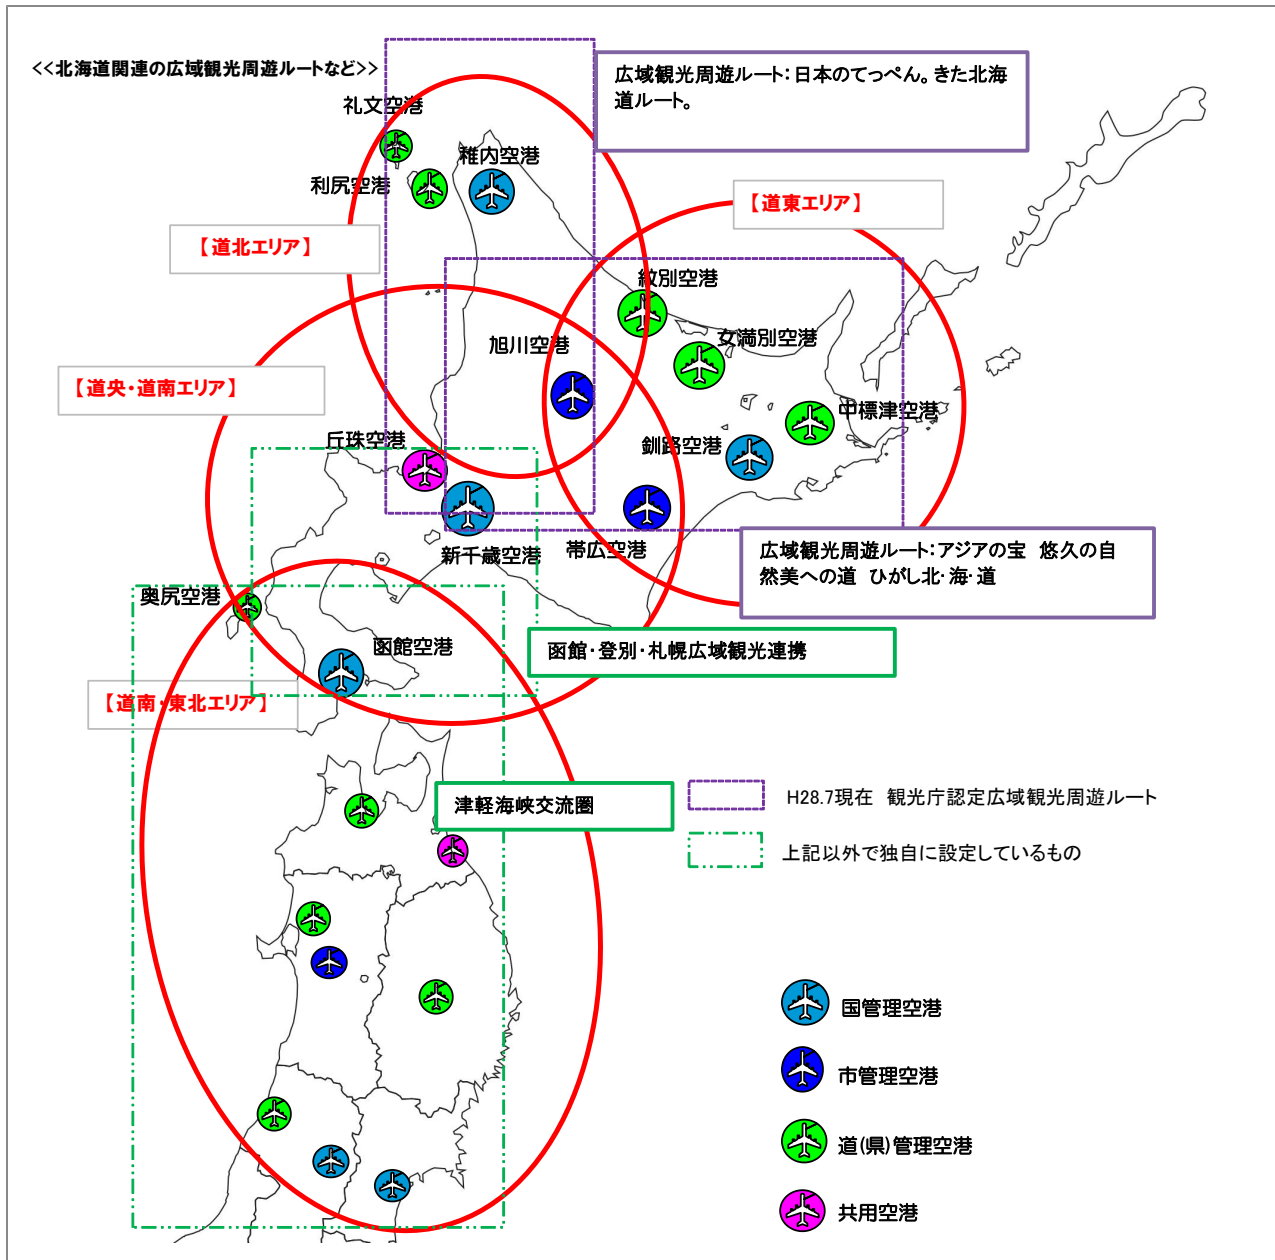 <<北海道関連の広域観光周遊ルートなど>>
広域観光周遊ルート：日本のてっぺん。きた北海
道ルート。
礼文空港
稚内空港
利尻空港
【道東エリア】
【道北エリア】
紋別空港
旭川空港
女満別空港
【道央・道南エリア】
中標津空港
丘珠空港
釧路空港
新千歳空港
帯広空港
広域観光周遊ルート：アジアの宝　悠久の自
然美への道　ひがし北・海・道
奥尻空港
函館空港
函館・登別・札幌広域観光連携
【道南・東北エリア】
津軽海峡交流圏
H28.7現在　観光庁認定広域観光周遊ルート
上記以外で独自に設定しているもの
国管理空港
市管理空港
道(県)管理空港
共用空港